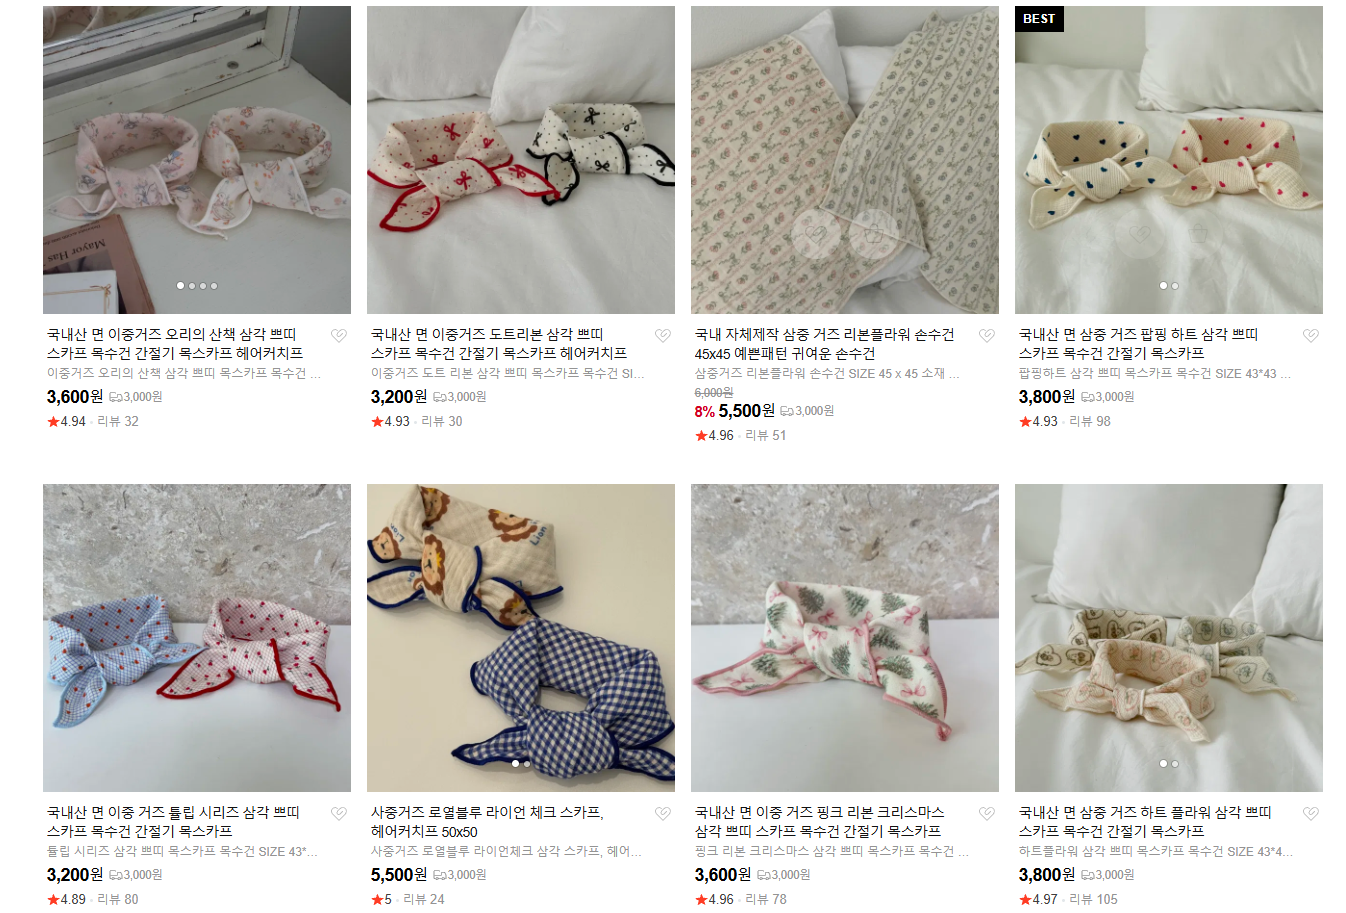 BEST
Mayor Has
Lion
Lion
국내산 면 이중거즈 오리의 산책 삼각 쁘띠
스카프 목수건 간절기 목스카프 헤어커치프
이중거즈 오리의 산책 삼각 쁘띠 목스카프 목수건 ...
3,600원 3,000원
★4.94 · 리뷰 32
국내산 면 이중거즈 도트리본 삼각 쁘띠
스카프 목수건 간절기 목스카프 헤어커치프
이중거즈 도트 리본 삼각 쁘띠 목스카프 목수건 SI...
3,200원 3,000원
★4.93 · 리뷰 30
국내 자체제작 삼중 거즈 리본플라워 손수건
45x45 예쁜패턴 귀여운 손수건
삼중거즈 리본플라워 손수건 SIZE 45 x 45 소재 ...
6,000원
8% 5,500원 3,000원
★4.96 · 리뷰 51
국내산 면 삼중 거즈 팝핑 하트 삼각 쁘띠
스카프 목수건 간절기 목스카프
팝핑하트 삼각 쁘띠 목스카프 목수건 SIZE 43*43 ...
3,800원 3,000원
★4.93 · 리뷰 98
국내산 면 이중 거즈 튤립 시리즈 삼각 쁘띠
스카프 목수건 간절기 목스카프
튤립 시리즈 삼각 쁘띠 목스카프 목수건 SIZE 43*...
3,200원 3,000원
★4.89 · 리뷰 80
사중거즈 로열블루 라이언 체크 스카프,
헤어커치프 50x50
사중거즈 로열블루 라이언체크 삼각 스카프, 헤어...
5,500원 3,000원
★5 · 리뷰 24
국내산 면 이중 거즈 핑크 리본 크리스마스
삼각 쁘띠 스카프 목수건 간절기 목스카프
핑크 리본 크리스마스 삼각 쁘띠 목스카프 목수건 ...
3,600원 3,000원
★4.96 · 리뷰 78
국내산 면 삼중 거즈 하트 플라워 삼각 쁘띠
스카프 목수건 간절기 목스카프
하트플라워 삼각 쁘띠 목스카프 목수건 SIZE 43*4...
3,800원 3,000원
★4.97 · 리뷰 105